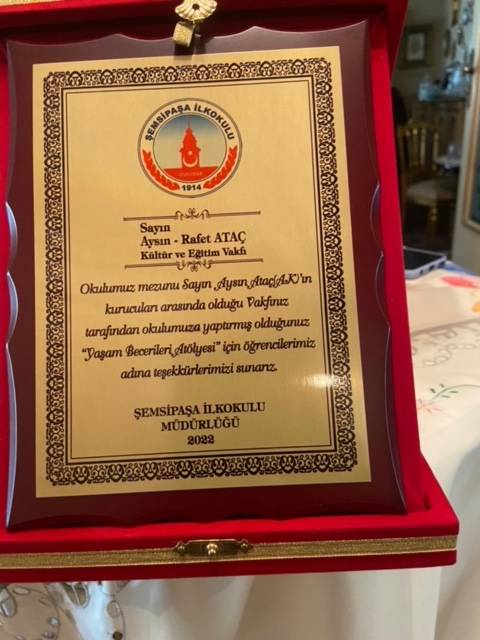 ŞEMSİPAŞA İLKOKULU
1914
Sayın
Aysın - Rafet ATAÇ
Kültür ve Eğitim Vakfı
Okulumuz mezunu Sayın Aysın Ataç(AK)'ın
kurucuları arasında olduğu Vakfınız
tarafından okulumuza yaptırmış olduğunuz
"Yaşam Becerileri Atölyesi" için öğrencilerimiz
adına teşekkürlerimizi sunarız.
ŞEMSİPAŞA İLKOKULU
MÜDÜRLÜĞÜ
2022